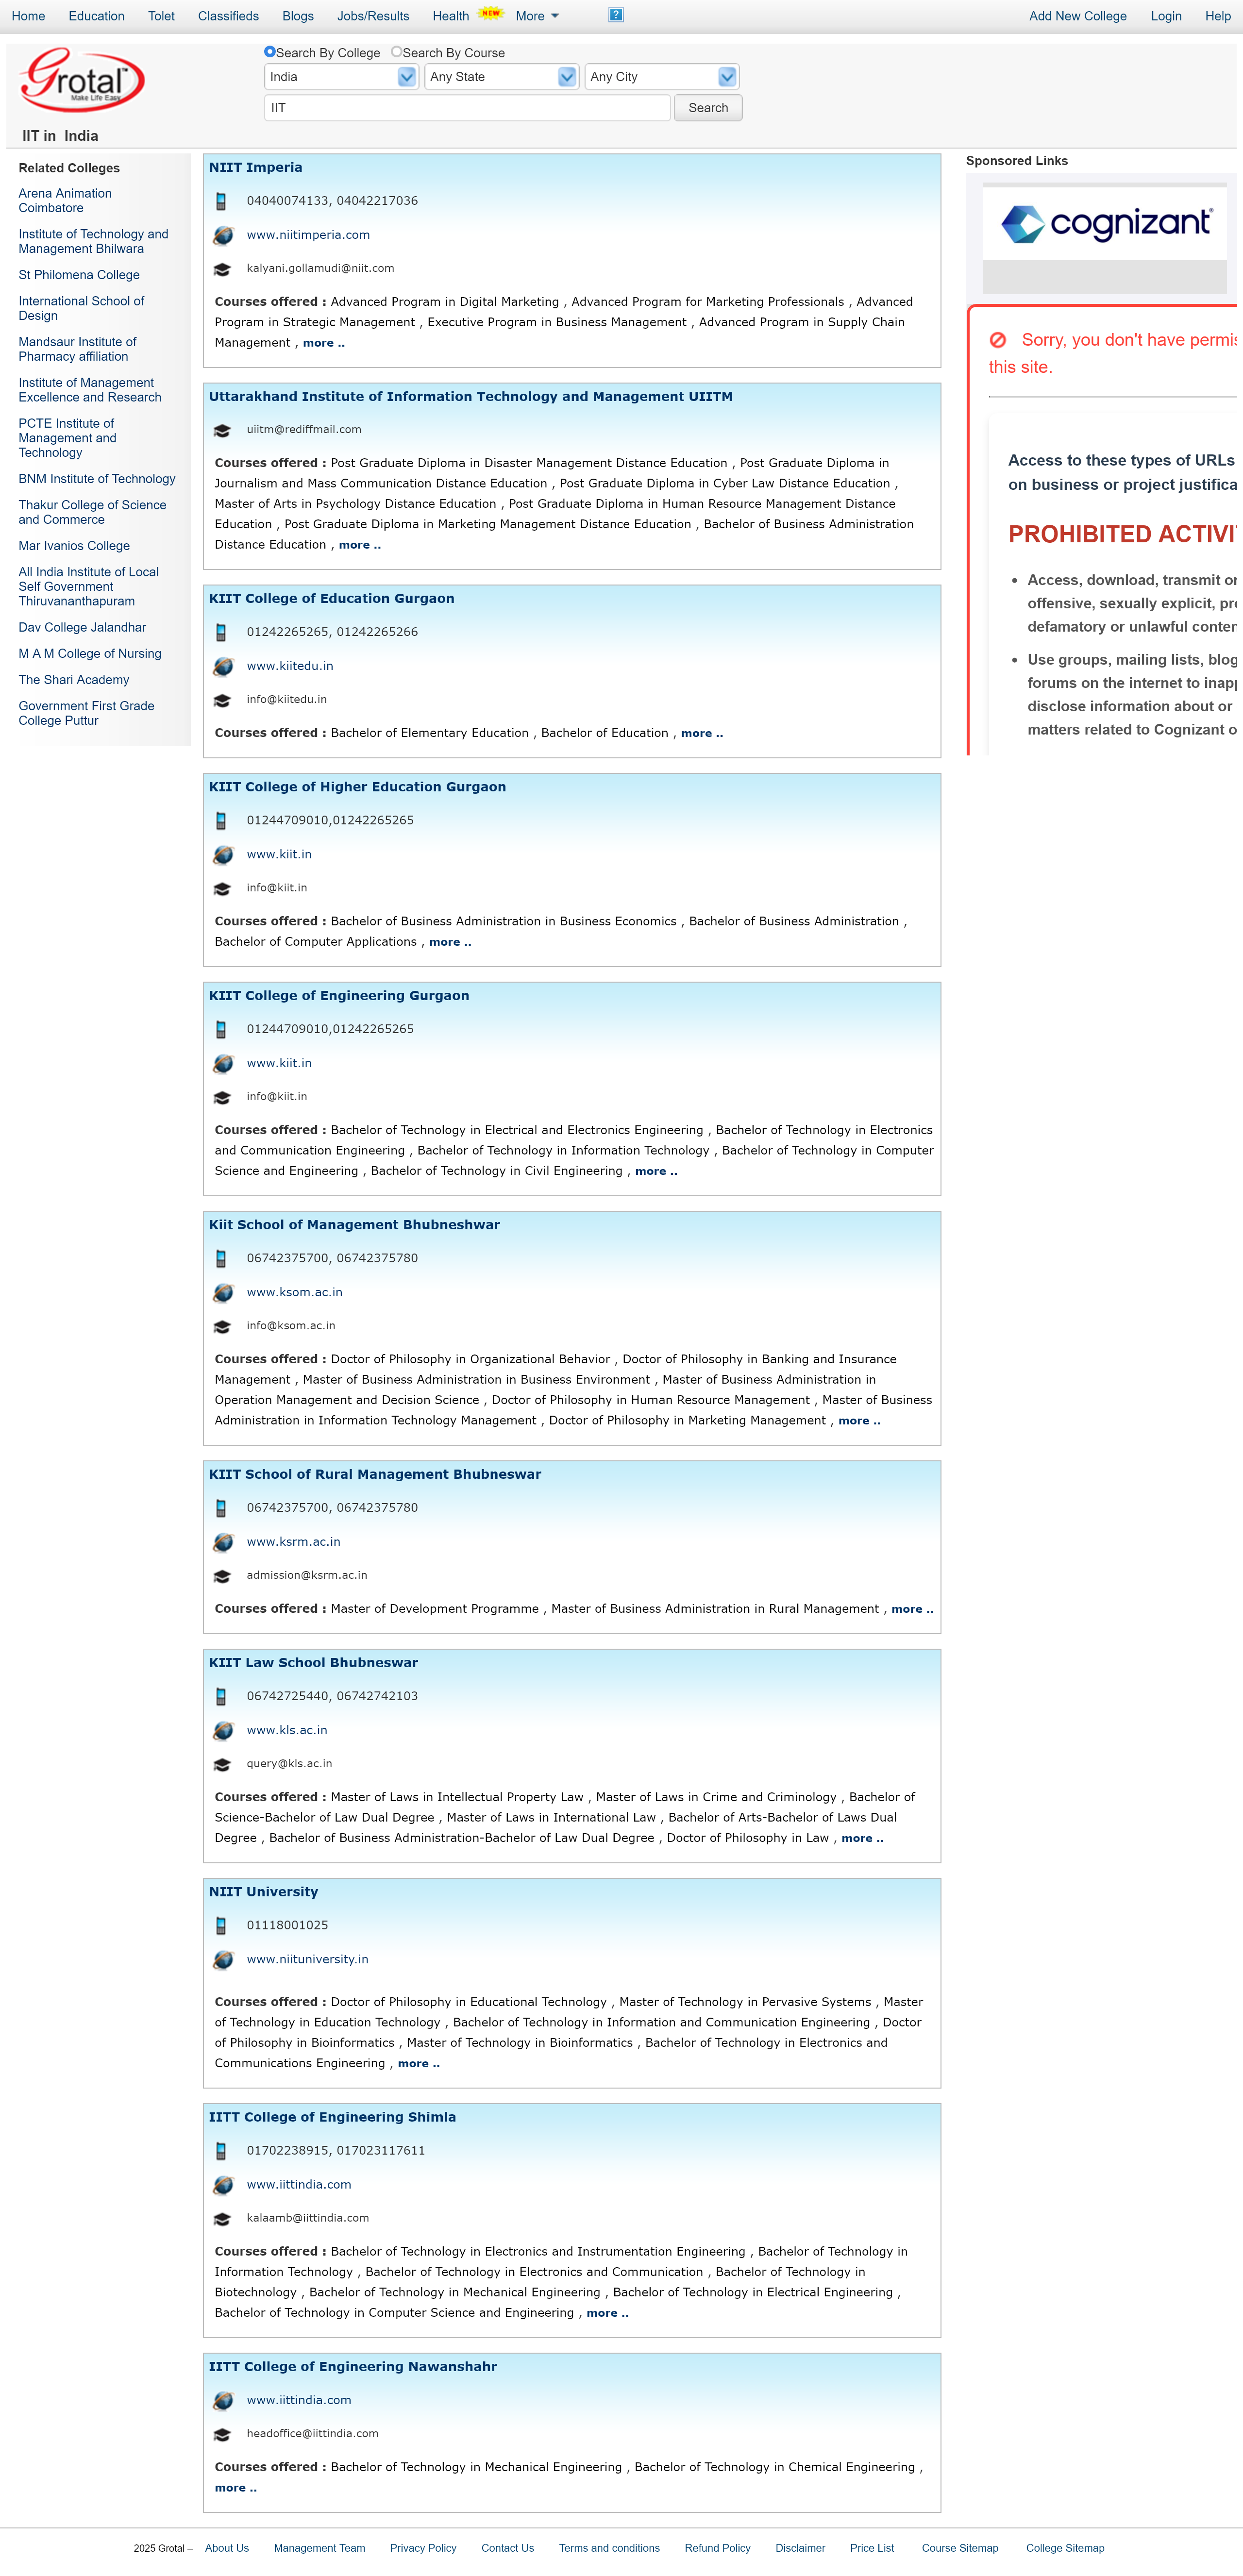 Home Education Tolet Classifieds Blogs Jobs/Results Health NEW More ? Add New College Login Help
Grotal™
Make Life Easy
Search By College Search By Course
India Any State Any City
IIT Search
IIT in India
Related Colleges
Arena Animation
Coimbatore
Institute of Technology and
Management Bhilwara
St Philomena College
International School of
Design
Mandsaur Institute of
Pharmacy affiliation
Institute of Management
Excellence and Research
PCTE Institute of
Management and
Technology
BNM Institute of Technology
Thakur College of Science
and Commerce
Mar Ivanios College
All India Institute of Local
Self Government
Thiruvananthapuram
Dav College Jalandhar
M A M College of Nursing
The Shari Academy
Government First Grade
College Puttur
NIIT Imperia
04040074133, 04042217036
www.niitimperia.com
kalyani.gollamudi@niit.com
Courses offered : Advanced Program in Digital Marketing , Advanced Program for Marketing Professionals , Advanced
Program in Strategic Management , Executive Program in Business Management , Advanced Program in Supply Chain
Management , more ..
Uttarakhand Institute of Information Technology and Management UIITM
uiitm@rediffmail.com
Courses offered : Post Graduate Diploma in Disaster Management Distance Education , Post Graduate Diploma in
Journalism and Mass Communication Distance Education , Post Graduate Diploma in Cyber Law Distance Education ,
Master of Arts in Psychology Distance Education , Post Graduate Diploma in Human Resource Management Distance
Education , Post Graduate Diploma in Marketing Management Distance Education , Bachelor of Business Administration
Distance Education , more ..
KIIT College of Education Gurgaon
01242265265, 01242265266
www.kiitedu.in
info@kiitedu.in
Courses offered : Bachelor of Elementary Education , Bachelor of Education , more ..
KIIT College of Higher Education Gurgaon
01244709010,01242265265
www.kiit.in
info@kiit.in
Courses offered : Bachelor of Business Administration in Business Economics , Bachelor of Business Administration ,
Bachelor of Computer Applications , more ..
KIIT College of Engineering Gurgaon
01244709010,01242265265
www.kiit.in
info@kiit.in
Courses offered : Bachelor of Technology in Electrical and Electronics Engineering , Bachelor of Technology in Electronics
and Communication Engineering , Bachelor of Technology in Information Technology , Bachelor of Technology in Computer
Science and Engineering , Bachelor of Technology in Civil Engineering , more ..
Kiit School of Management Bhubneshwar
06742375700, 06742375780
www.ksom.ac.in
info@ksom.ac.in
Courses offered : Doctor of Philosophy in Organizational Behavior , Doctor of Philosophy in Banking and Insurance
Management , Master of Business Administration in Business Environment , Master of Business Administration in
Operation Management and Decision Science , Doctor of Philosophy in Human Resource Management , Master of Business
Administration in Information Technology Management , Doctor of Philosophy in Marketing Management , more ..
KIIT School of Rural Management Bhubneswar
06742375700, 06742375780
www.ksrm.ac.in
admission@ksrm.ac.in
Courses offered : Master of Development Programme , Master of Business Administration in Rural Management , more ..
KIIT Law School Bhubneswar
06742725440, 06742742103
www.kls.ac.in
query@kls.ac.in
Courses offered : Master of Laws in Intellectual Property Law , Master of Laws in Crime and Criminology , Bachelor of
Science-Bachelor of Law Dual Degree , Master of Laws in International Law , Bachelor of Arts-Bachelor of Laws Dual
Degree , Bachelor of Business Administration-Bachelor of Law Dual Degree , Doctor of Philosophy in Law , more ..
NIIT University
01118001025
www.niituniversity.in
Courses offered : Doctor of Philosophy in Educational Technology , Master of Technology in Pervasive Systems , Master
of Technology in Education Technology , Bachelor of Technology in Information and Communication Engineering , Doctor
of Philosophy in Bioinformatics , Master of Technology in Bioinformatics , Bachelor of Technology in Electronics and
Communications Engineering , more ..
IITT College of Engineering Shimla
01702238915, 017023117611
www.iittindia.com
kalaamb@iittindia.com
Courses offered : Bachelor of Technology in Electronics and Instrumentation Engineering , Bachelor of Technology in
Information Technology , Bachelor of Technology in Electronics and Communication , Bachelor of Technology in
Biotechnology , Bachelor of Technology in Mechanical Engineering , Bachelor of Technology in Electrical Engineering ,
Bachelor of Technology in Computer Science and Engineering , more ..
IITT College of Engineering Nawanshahr
www.iittindia.com
headoffice@iittindia.com
Courses offered : Bachelor of Technology in Mechanical Engineering , Bachelor of Technology in Chemical Engineering ,
more ..
Sponsored Links
cognizant®
Sorry, you don't have
this site.
Access to these types of URLs
on business or project
PROHIBITED
Access, download, transmit or
offensive, sexually explicit,
defamatory or unlawful
Use groups, mailing lists,
forums on the internet to
disclose information about or
matters related to Cognizant
2025 Grotal – About Us Management Team Privacy Policy Contact Us Terms and conditions Refund Policy Disclaimer Price List Course Sitemap College Sitemap